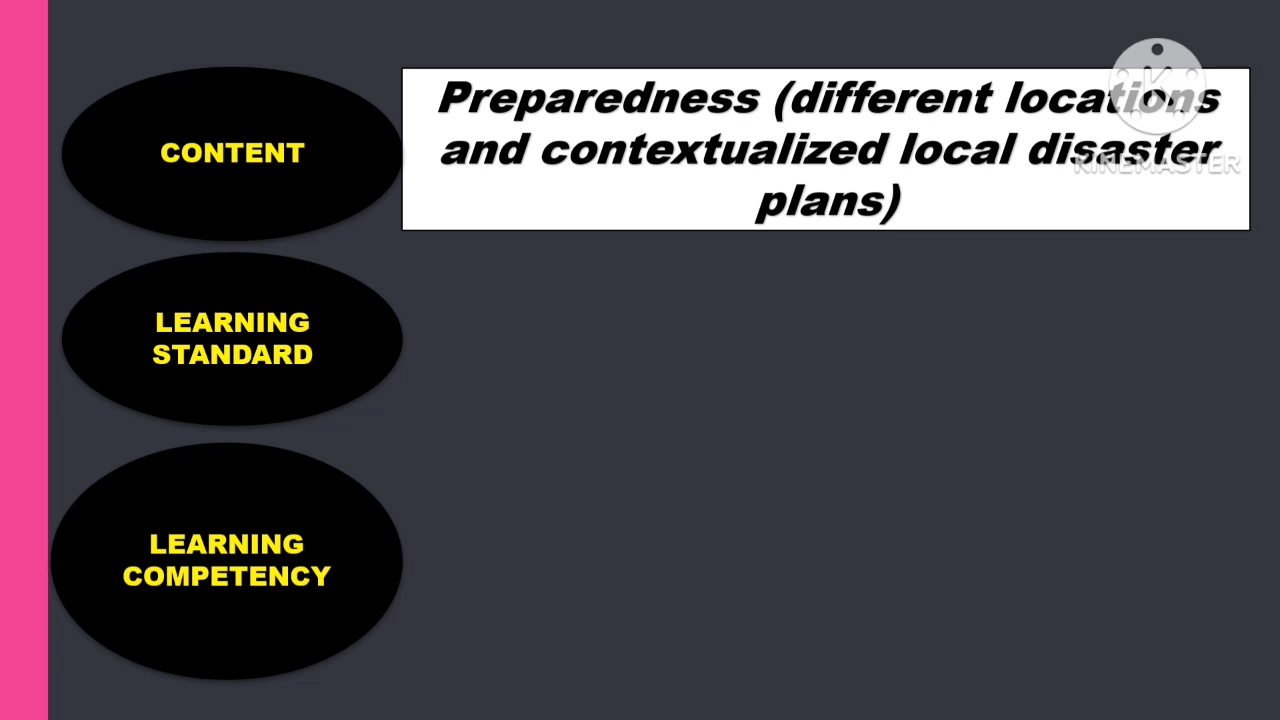 CONTENT
Preparedness (different locations
and contextualized local disaster
plans)
KINEMASTER
LEARNING
STANDARD
LEARNING
COMPETENCY